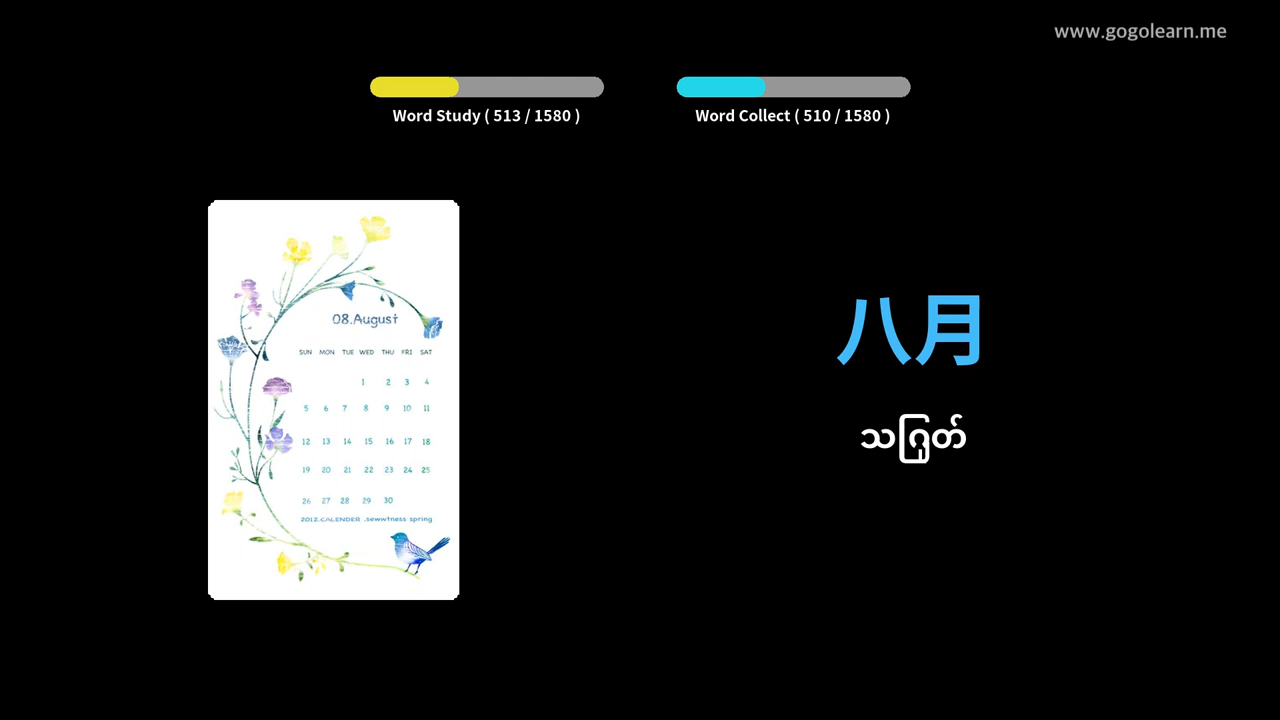 www.gogolearn.me
Word Study ( 513 / 1580 )
Word Collect ( 510 / 1580 )
08.August
SUN MON TUE WED THU FRI SAT
1 2 3 4
5 6 7 8 9 10 11
12 13 14 15 16 17 18
19 20 21 22 23 24 25
26 27 28 29 30
2012.CALENDER .sewwtness spring
八月
သဂြုတ်